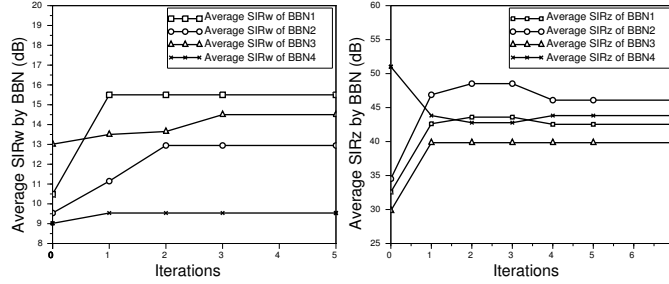 Average SIRw by BBN (dB)
20
19
18
17
16
15
14
13
12
11
10
9
8
Average SIRw of BBN1
Average SIRw of BBN2
Average SIRw of BBN3
Average SIRw of BBN4
0
1
2
3
4
5
Iterations
Average SIRz by BBN (dB)
60
55
50
45
40
35
30
25
Average SIRz of BBN1
Average SIRz of BBN2
Average SIRz of BBN3
Average SIRz of BBN4
0
1
2
3
4
5
6
Iterations